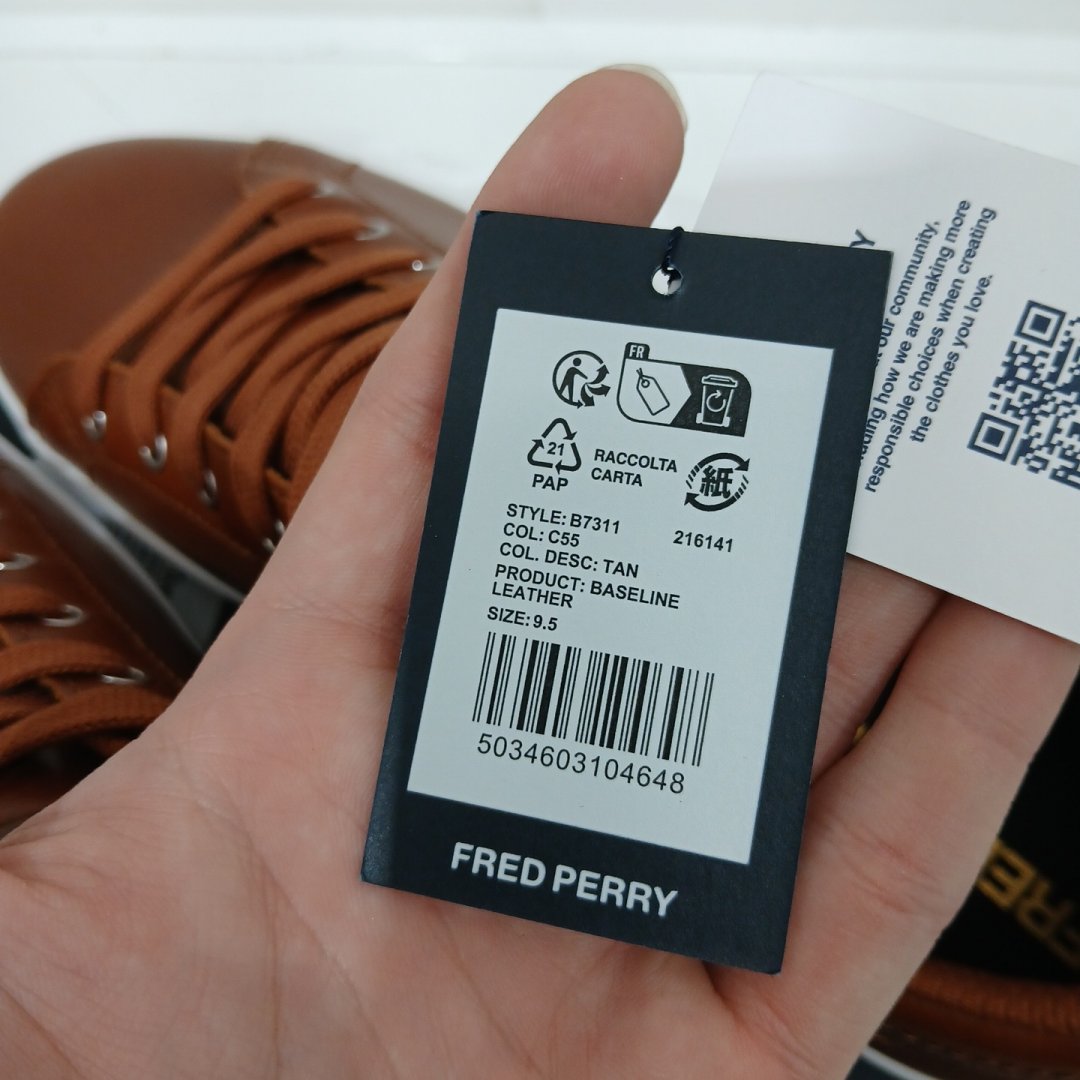 FR
21
PAP
RACCOLTA
CARTA
紙
STYLE: B7311
COL: C55 216141
COL. DESC: TAN
PRODUCT: BASELINE
LEATHER
SIZE: 9.5
5034603104648
FRED PERRY
our community,
how we are making more
responsible choices when creating
the clothes you love.
FRE